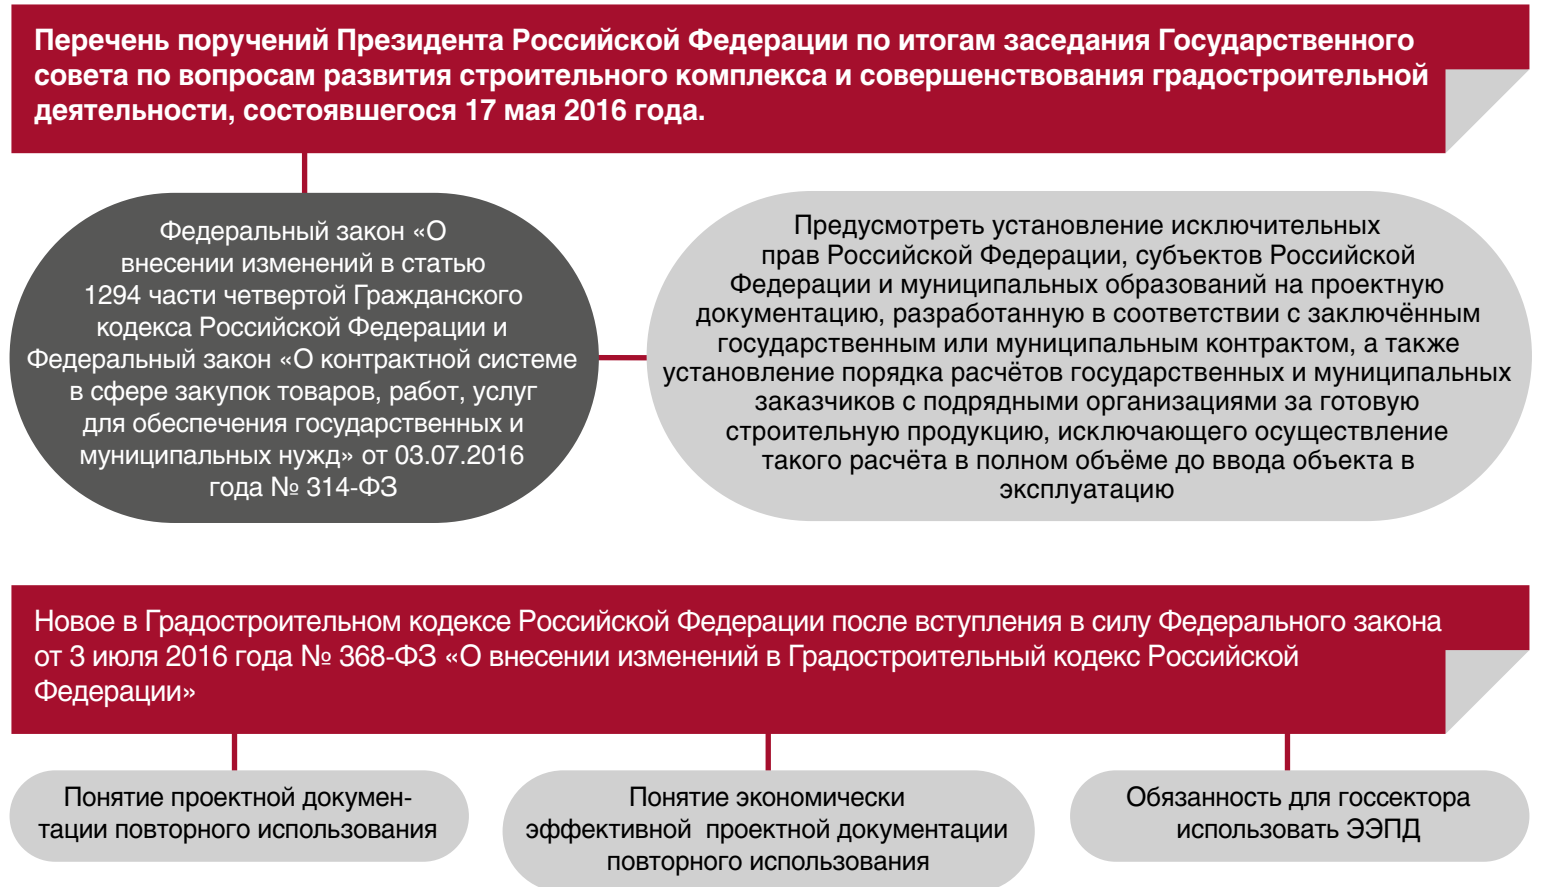 Перечень поручений Президента Российской Федерации по итогам заседания Государственного
совета по вопросам развития строительного комплекса и совершенствования градостроительной
деятельности, состоявшегося 17 мая 2016 года.
Федеральный закон «О
внесении изменений в статью
1294 части четвертой Гражданского
кодекса Российской Федерации и
Федеральный закон «О контрактной системе
в сфере закупок товаров, работ, услуг
для обеспечения государственных и
муниципальных нужд» от 03.07.2016
года № 314-ФЗ
Предусмотреть установление исключительных
прав Российской Федерации, субъектов Российской
Федерации и муниципальных образований на проектную
документацию, разработанную в соответствии с заключённым
государственным или муниципальным контрактом, а также
установление порядка расчётов государственных и муниципальных
заказчиков с подрядными организациями за готовую
строительную продукцию, исключающего осуществление
такого расчёта в полном объёме до ввода объекта в
эксплуатацию
Новое в Градостроительном кодексе Российской Федерации после вступления в силу Федерального закона
от 3 июля 2016 года № 368-ФЗ «О внесении изменений в Градостроительный кодекс Российской
Федерации»
Понятие проектной докумен-
тации повторного использования
Понятие экономически
эффективной проектной документации
повторного использования
Обязанность для госсектора
использовать ЭЭПД